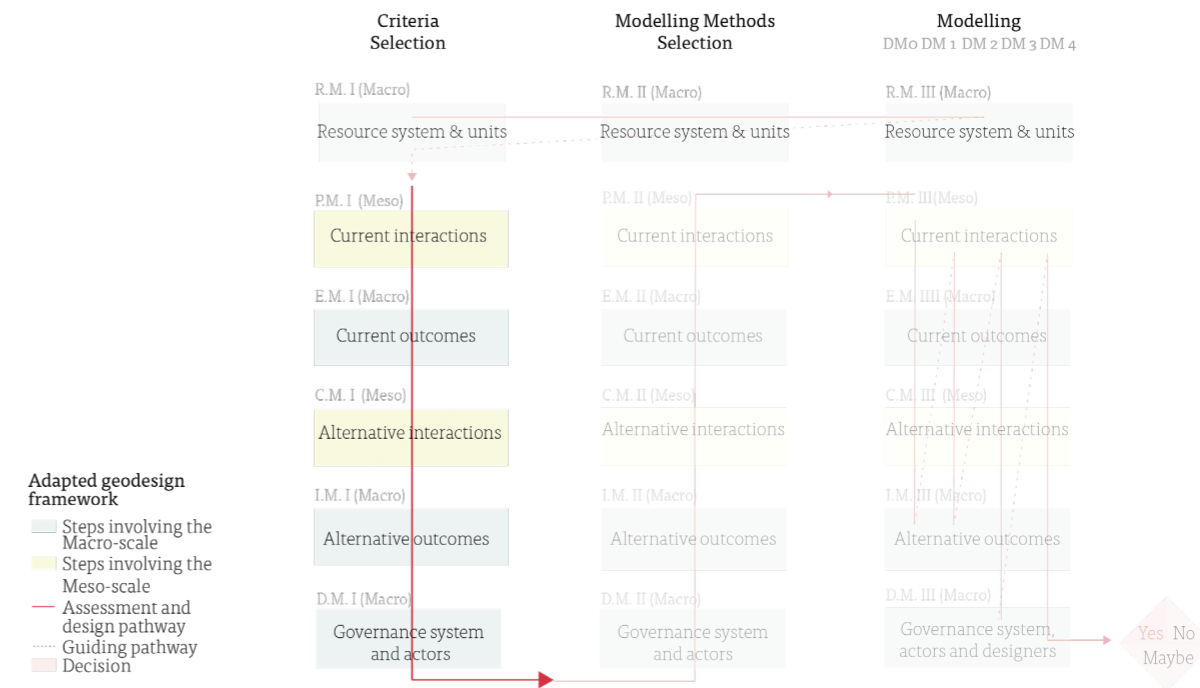 Criteria
Selection
Modelling Methods
Selection
Modelling
DM0 DM 1 DM 2 DM 3 DM 4
R.M. I (Macro)
R.M. II (Macro)
R.M. III (Macro)
Resource system & units
Resource system & units
Resource system & units
P.M. I (Meso)
P.M. II (Meso)
P.M. III(Meso)
Current interactions
Current interactions
Current interactions
E.M. I (Macro)
E.M. II (Macro)
E.M. IIII (Macro)
Current outcomes
Current outcomes
Current outcomes
C.M. I (Meso)
C.M. II (Meso)
C.M. III (Meso)
Alternative interactions
Alternative interactions
Alternative interactions
I.M. I (Macro)
I.M. II (Macro)
I.M. III (Macro)
Alternative outcomes
Alternative outcomes
Alternative outcomes
D.M. I (Macro)
D.M. II (Macro)
D.M. III (Macro)
Governance system
and actors
Governance system
and actors
Governance system,
actors and designers
Yes No
Maybe
Adapted geodesign
framework
Steps involving the
Macro-scale
Steps involving the
Meso-scale
Assessment and
design pathway
Guiding pathway
Decision